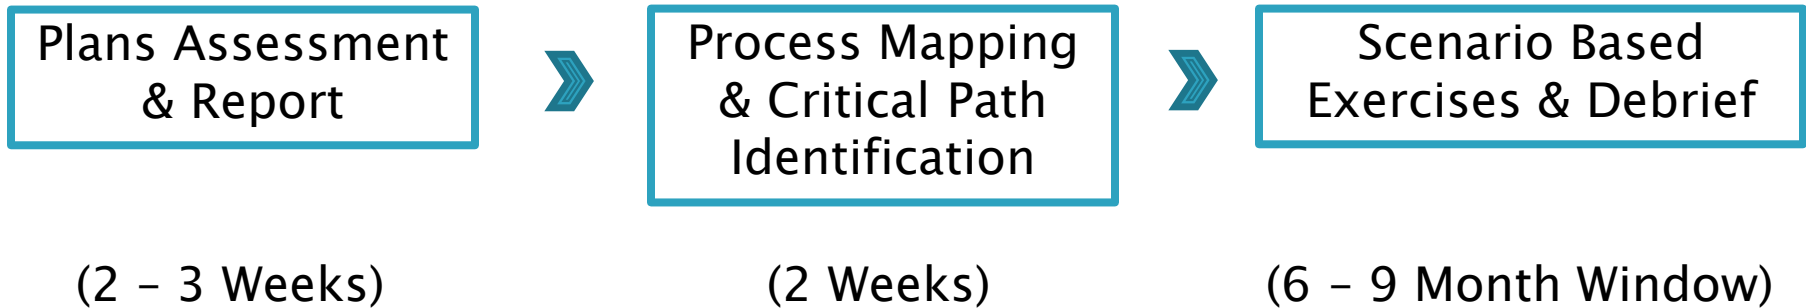 Plans Assessment
& Report
Process Mapping
& Critical Path
Identification
Scenario Based
Exercises & Debrief
(2 – 3 Weeks)
(2 Weeks)
(6 – 9 Month Window)